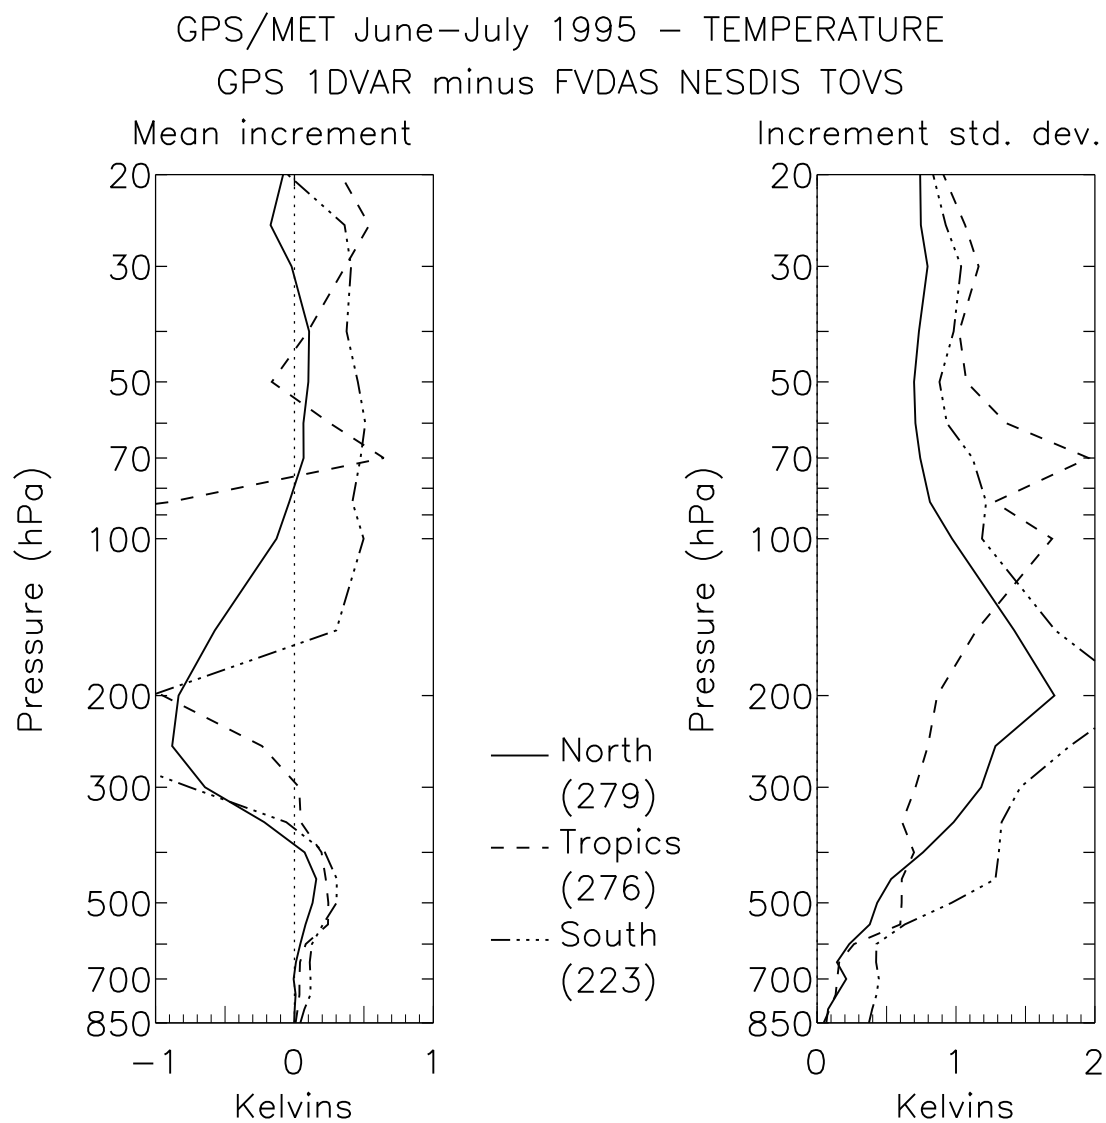 GPS/MET June-July 1995 - TEMPERATURE
GPS 1DVAR minus FVDAS NESDIS TOVS
Mean increment
20
30
50
70
100
200
300
500
700
850
Pressure (hPa)
-1 0 1
Kelvins
North
(279)
Tropics
(276)
South
(223)
Increment std. dev.
20
30
50
70
100
200
300
500
700
850
Pressure (hPa)
0 1 2
Kelvins